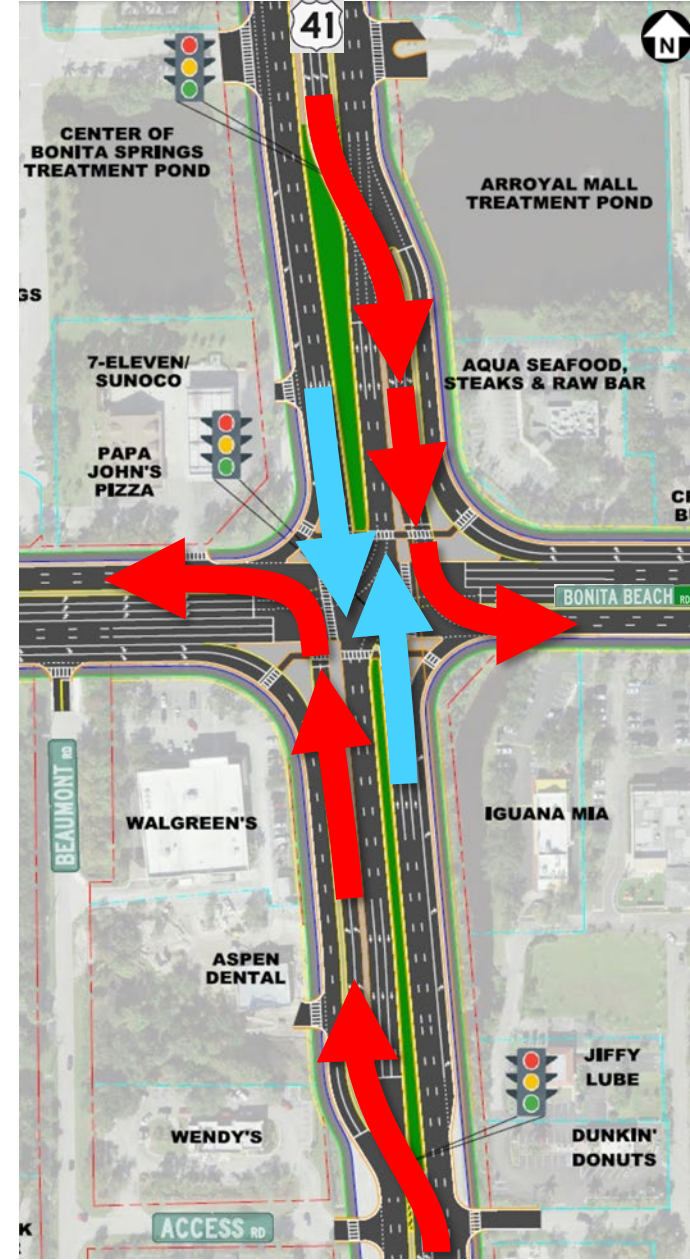 41
N
CENTER OF
BONITA SPRINGS
TREATMENT POND
ARROYAL MALL
TREATMENT POND
GS
7-ELEVEN/
SUNOCO
AQUA SEAFOOD,
STEAKS & RAW BAR
PAPA
JOHN'S
PIZZA
BONITA BEACH RD
BEAUMONT RD
WALGREEN'S
IGUANA MIA
ASPEN
DENTAL
JIFFY
LUBE
WENDY'S
DUNKIN'
DONUTS
ACCESS RD
K